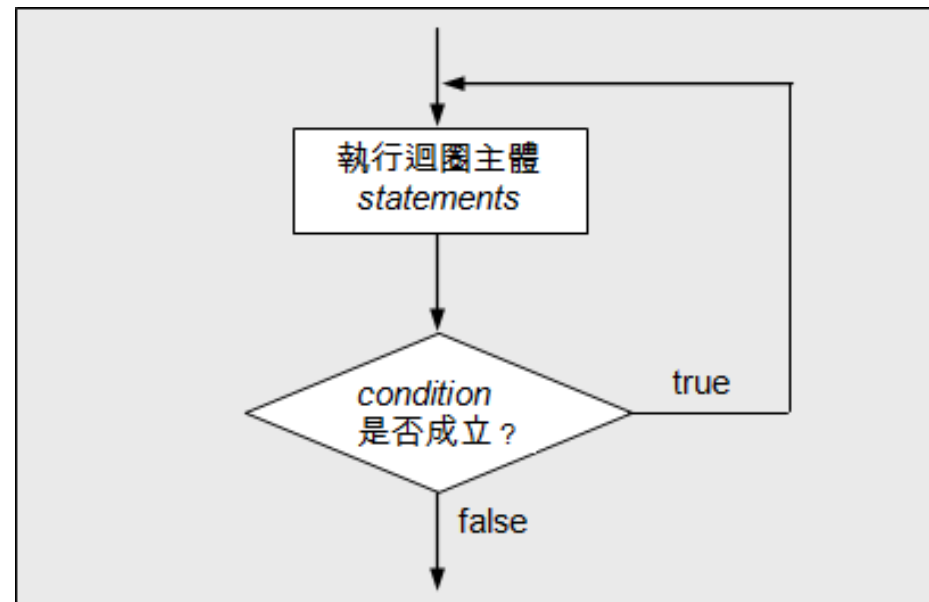 執行迴圈主體
statements
condition
是否成立？
true
false